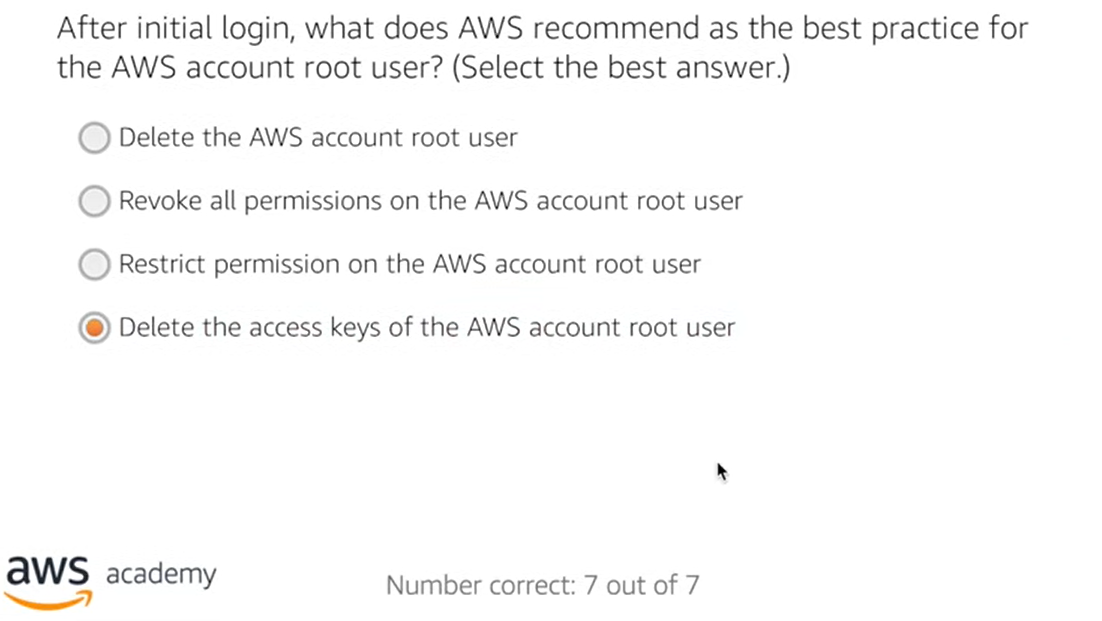 After initial login, what does AWS recommend as the best practice for
the AWS account root user? (Select the best answer.)
Delete the AWS account root user
Revoke all permissions on the AWS account root user
Restrict permission on the AWS account root user
Delete the access keys of the AWS account root user
aws academy
Number correct: 7 out of 7